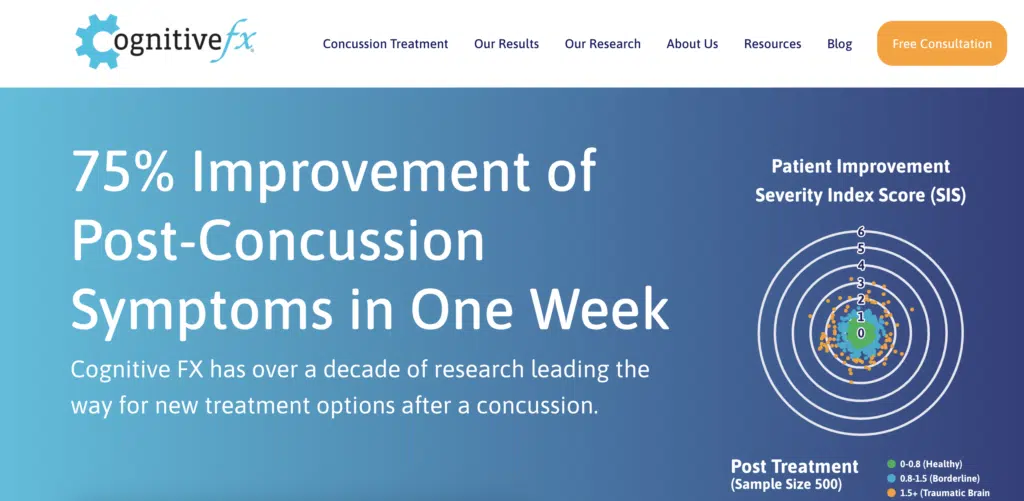 Cognitivefx
Concussion Treatment
Our Results
Our Research
About Us
Resources
Blog
Free Consultation
75% Improvement of
Post-Concussion
Symptoms in One Week
Cognitive FX has over a decade of research leading the
way for new treatment options after a concussion.
Patient Improvement
Severity Index Score (SIS)
6
5
4
3
2
1
0
Post Treatment
(Sample Size 500)
0-0.8 (Healthy)
0.8-1.5 (Borderline)
1.5+ (Traumatic Brain